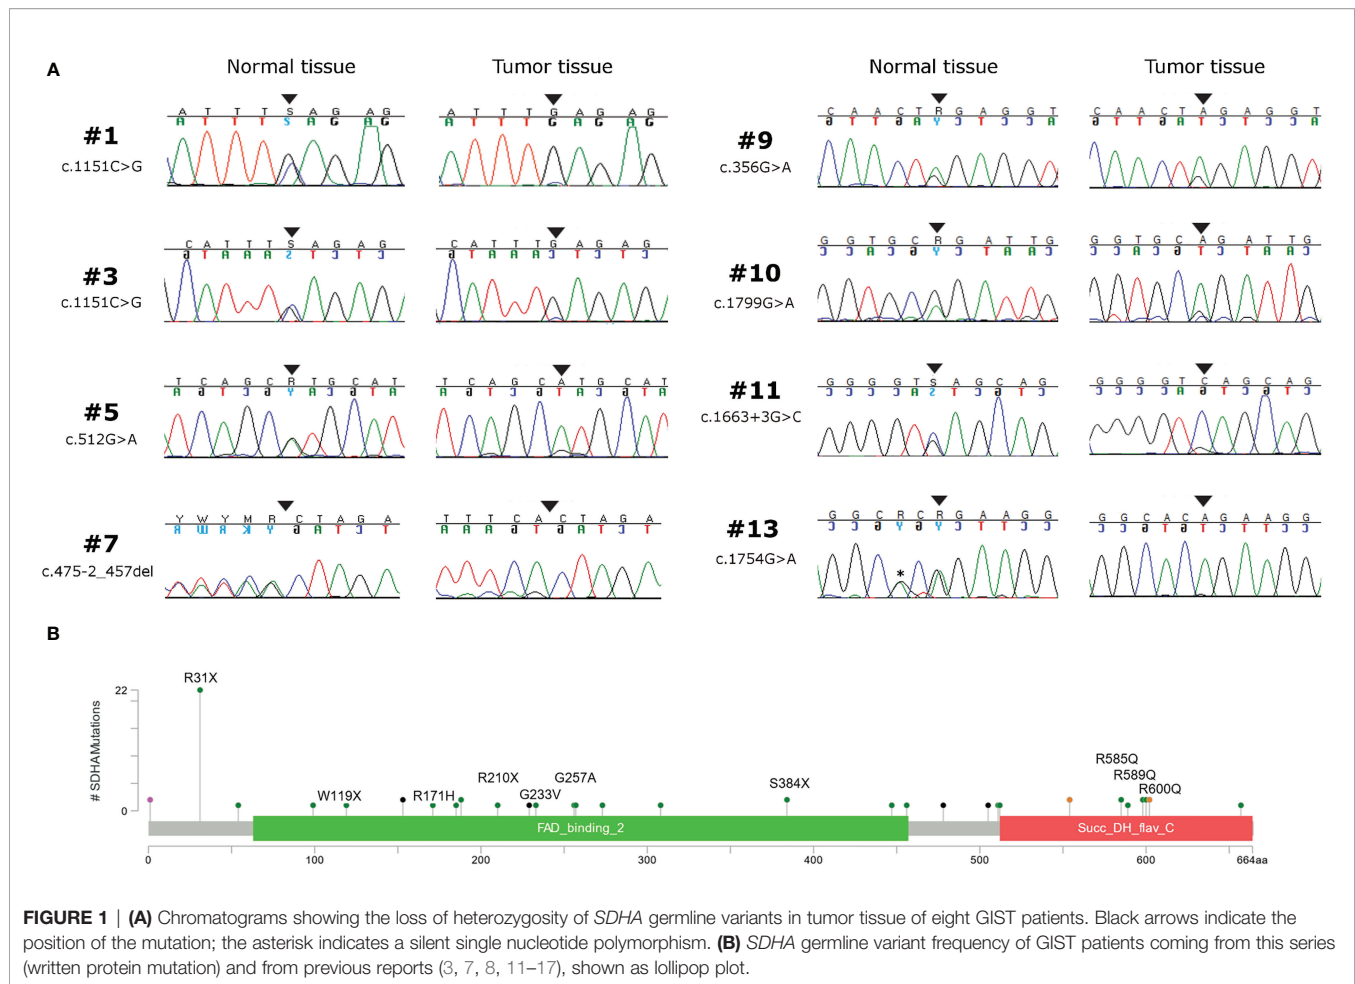 A
Normal tissue
Tumor tissue
Normal tissue
Tumor tissue
#1
c.1151C>G
A T T T S A G A G
A T T T S A G A G
A T T T G A G A G
A T T T G A G A G
#3
c.1151C>G
C A T T T S A G A G
G T A A A S T C T C
C A T T T G A G A G
G T A A A C T C T C
#5
c.512G>A
T C A G C R T G C A T
A G T C G Y A C G T A
T C A G C A T G C A T
A G T C G T A C G T A
#7
c.475-2_457del
Y W Y M R C T A G A
R W R K Y G A T C T
T T T C A C T A G A
A A A G T G A T C T
#9
c.356G>A
C A A C T R G A G G T
G T T G A Y C T C C A
C A A C T A G A G G T
G T T G A T C T C C A
#10
c.1799G>A
G G T G C R G A T T G
C C A C G Y C T A A C
G G T G C A G A T T G
C C A C G T C T A A C
#11
c.1663+3G>C
G G G G T S A G C A G
C C C C A S T C G T C
G G G G T C A G C A G
C C C C A G T C G T C
#13
c.1754G>A
G G C R C R G A A G G
C C G Y G Y C T T C C
*
G G C A C A G A A G G
C C G T G T C T T C C
B
# SDHA Mutations
22
0
R31X
W119X
R171H
R210X
G233V
G257A
S384X
R585Q
R589Q
R600Q
FAD_binding_2
Succ_DH_flav_C
0 100 200 300 400 500 600 664aa
FIGURE 1 | (A) Chromatograms showing the loss of heterozygosity of SDHA germline variants in tumor tissue of eight GIST patients. Black arrows indicate the
position of the mutation; the asterisk indicates a silent single nucleotide polymorphism. (B) SDHA germline variant frequency of GIST patients coming from this series
(written protein mutation) and from previous reports (3, 7, 8, 11–17), shown as lollipop plot.